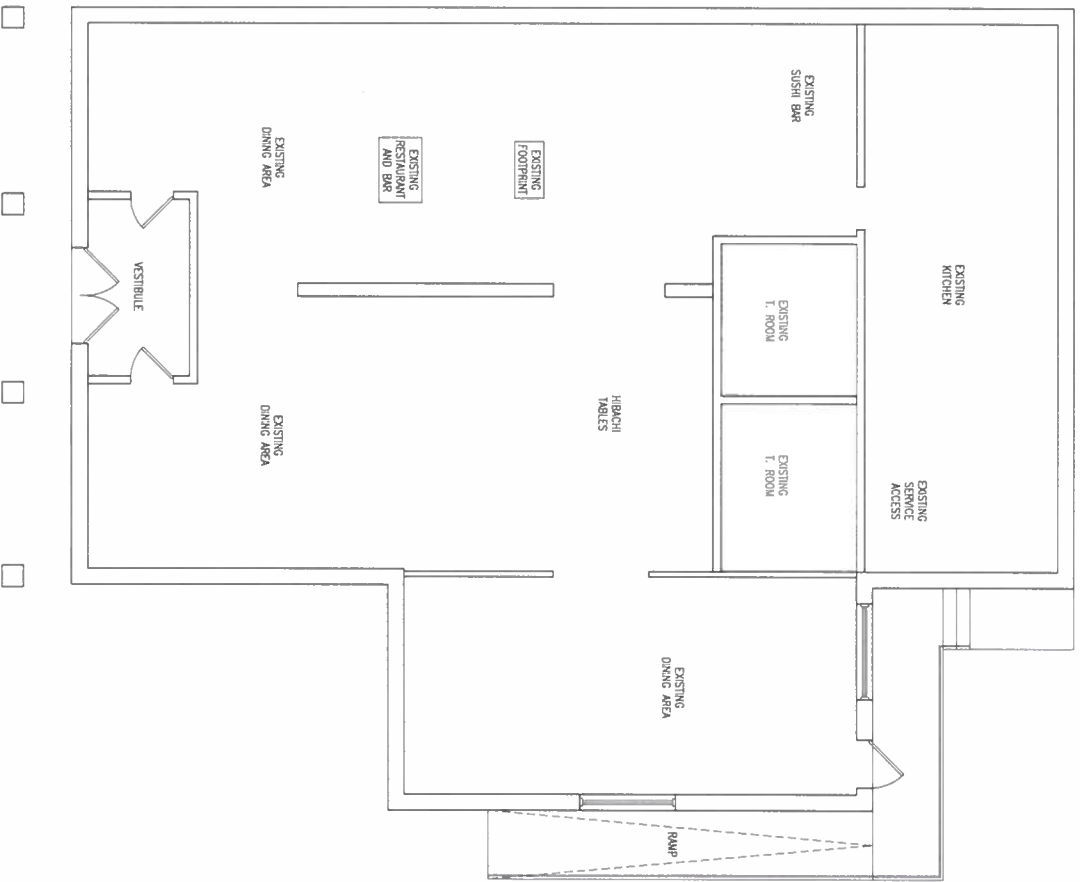 EXISTING
SUSHI BAR
EXISTING
DINING AREA
EXISTING
RESTAURANT
AND BAR
EXISTING
FOOTPRINT
VESTIBULE
EXISTING
KITCHEN
EXISTING
T. ROOM
HIBACHI
TABLES
EXISTING
DINING AREA
EXISTING
T. ROOM
EXISTING
SERVICE
ACCESS
EXISTING
DINING AREA
RAMP